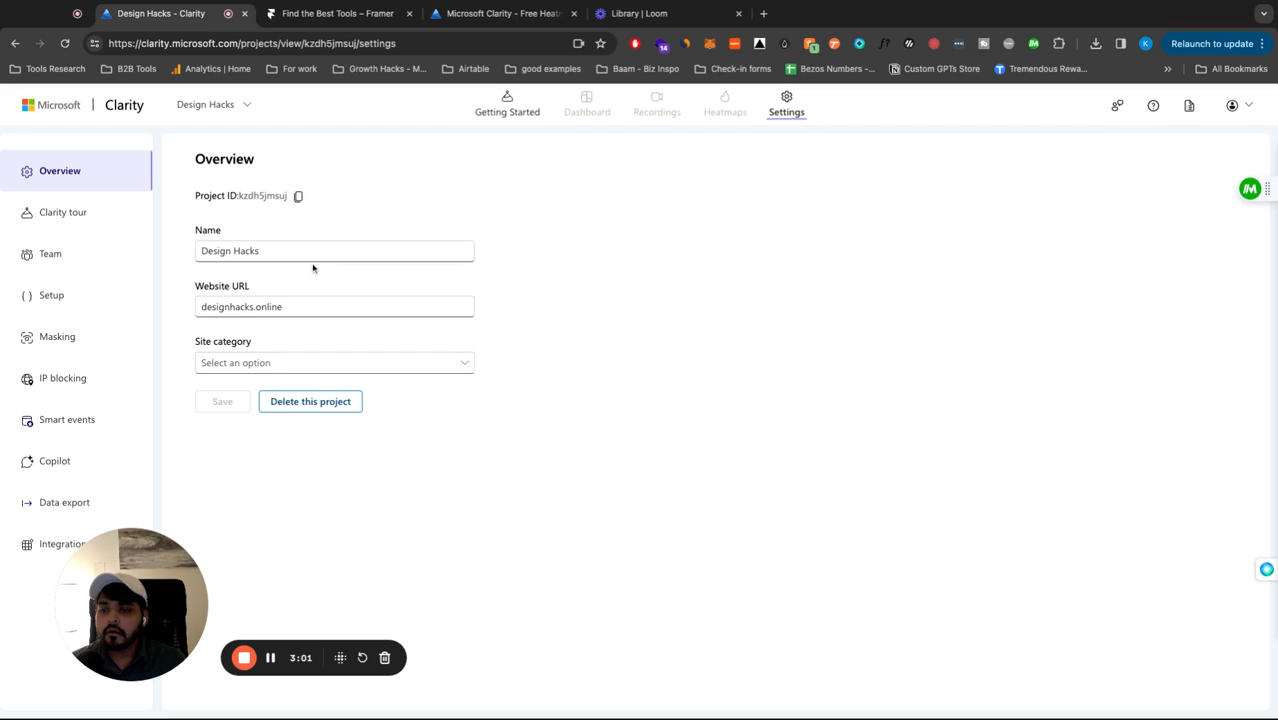 Design Hacks - Clarity
Find the Best Tools – Framer
Microsoft Clarity - Free Heatm
Library | Loom
https://clarity.microsoft.com/projects/view/kzdh5jmsuj/settings
14
1
K
Relaunch to update
Tools Research
B2B Tools
Analytics | Home
For work
Growth Hacks - M...
Airtable
good examples
Baam - Biz Inspo
Check-in forms
Bezos Numbers -...
Custom GPTs Store
Tremendous Rewa...
»
All Bookmarks
Microsoft | Clarity
Design Hacks
Getting Started
Dashboard
Recordings
Heatmaps
Settings
Overview
Clarity tour
Team
Setup
Masking
IP blocking
Smart events
Copilot
Data export
Integration
Overview
Project ID:kzdh5jmsuj
Name
Design Hacks
Website URL
designhacks.online
Site category
Select an option
Save
Delete this project
3:01